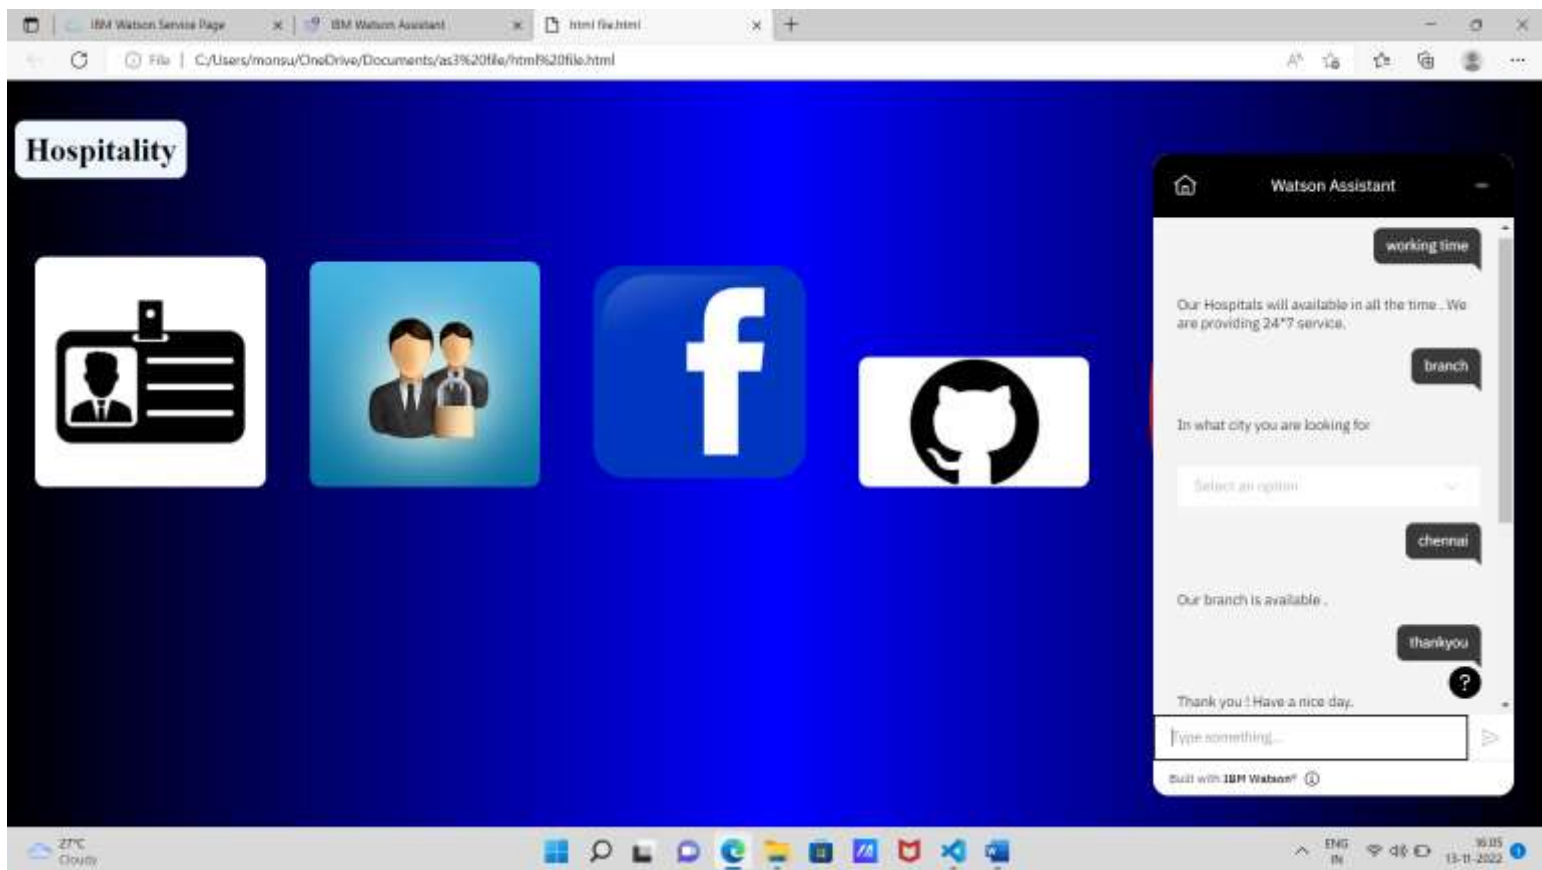 IBM Watson Service Page
IBM Watson Assistant
html file.html
File | C:/Users/monsu/OneDrive/Documents/as3%20file/html%20file.html
Hospitality
Watson Assistant
working time
Our Hospitals will available in all the time . We
are providing 24*7 service.
branch
In what city you are looking for
Select an option
chennai
Our branch is available .
thankyou
Thank you ! Have a nice day.
Type something...
Built with IBM Watson®
27°C
Cloudy
ENG
IN
16:05
13-11-2022